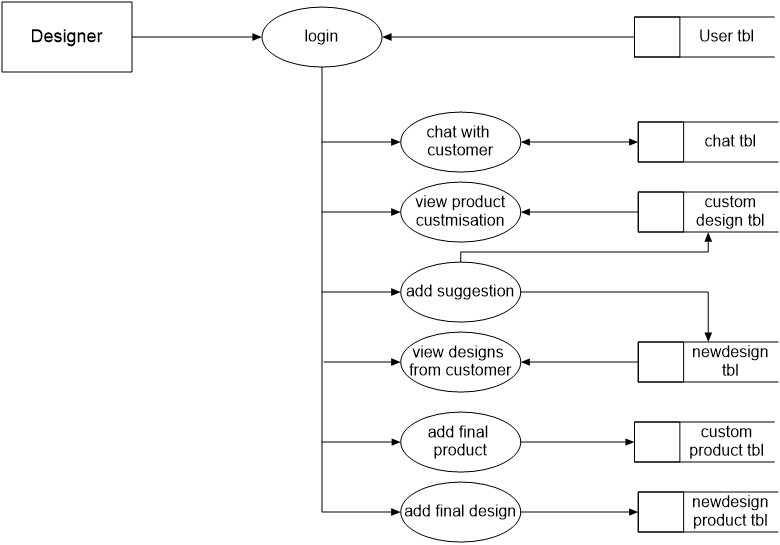 Designer
login
User tbl
chat with
customer
chat tbl
view product
custmisation
custom
design tbl
add suggestion
view designs
from customer
newdesign
tbl
add final
product
custom
product tbl
add final design
newdesign
product tbl